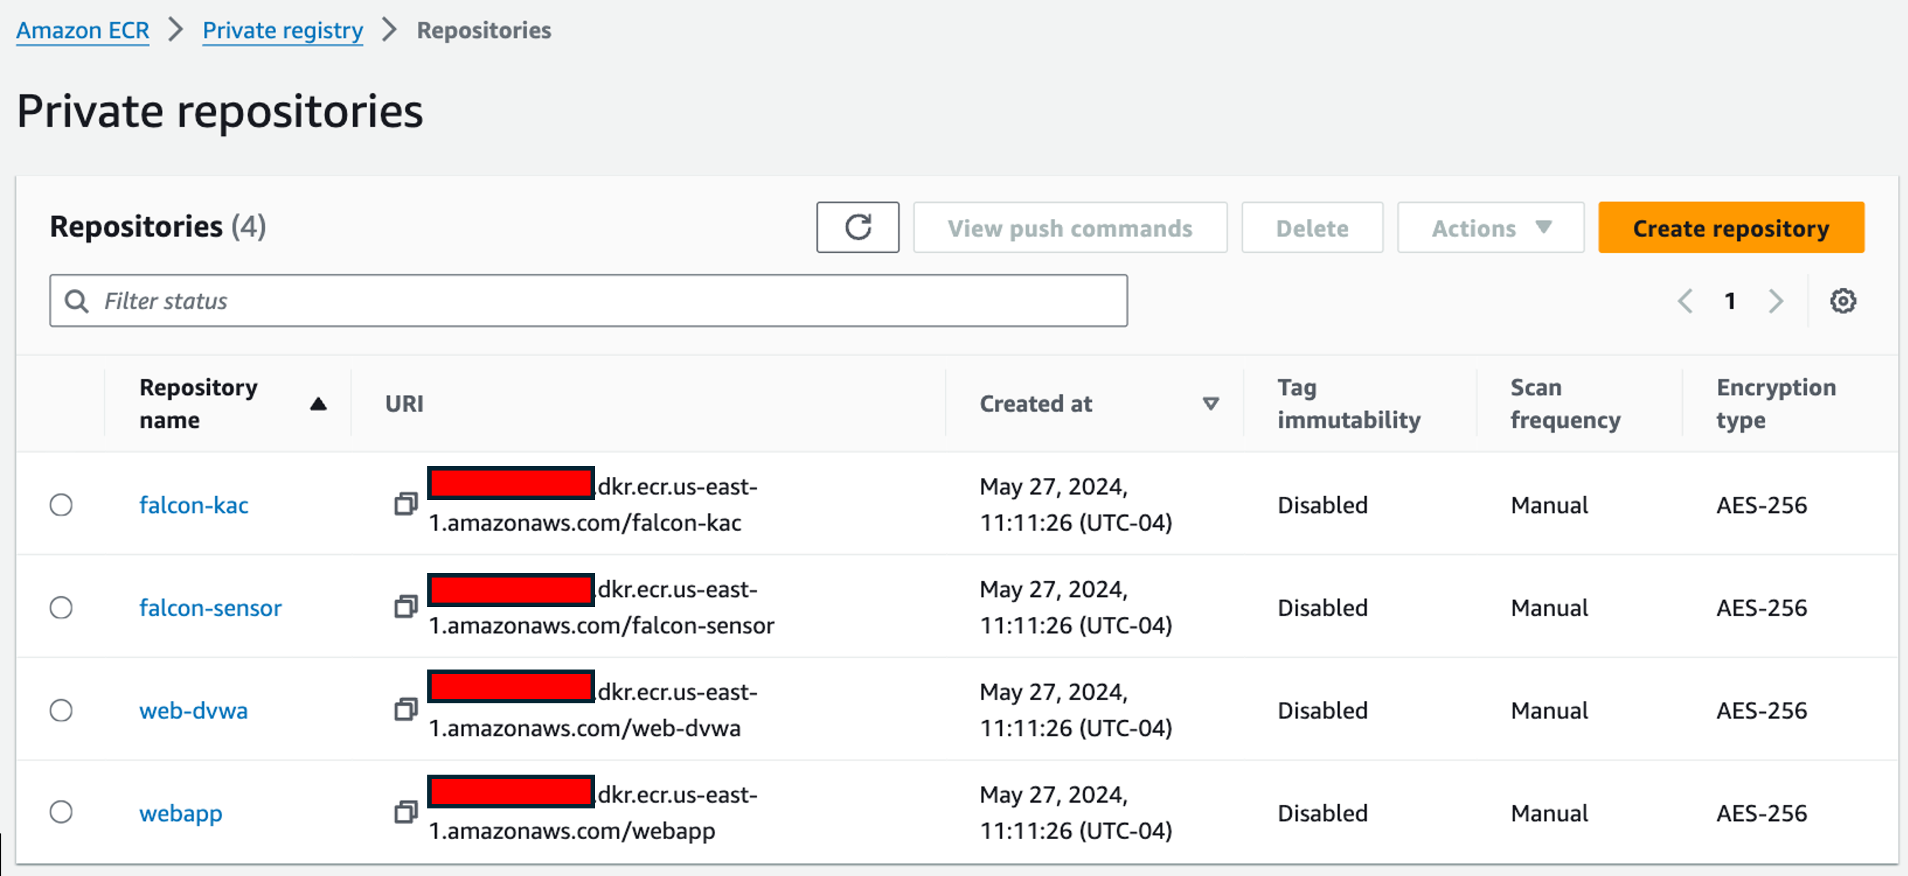 Amazon ECR > Private registry > Repositories
Private repositories
Repositories (4)
View push commands
Delete
Actions
Create repository
Filter status
1
Repository name
URI
Created at
Tag immutability
Scan frequency
Encryption type
falcon-kac
.dkr.ecr.us-east-
1.amazonaws.com/falcon-kac
May 27, 2024,
11:11:26 (UTC-04)
Disabled
Manual
AES-256
falcon-sensor
.dkr.ecr.us-east-
1.amazonaws.com/falcon-sensor
May 27, 2024,
11:11:26 (UTC-04)
Disabled
Manual
AES-256
web-dvwa
.dkr.ecr.us-east-
1.amazonaws.com/web-dvwa
May 27, 2024,
11:11:26 (UTC-04)
Disabled
Manual
AES-256
webapp
.dkr.ecr.us-east-
1.amazonaws.com/webapp
May 27, 2024,
11:11:26 (UTC-04)
Disabled
Manual
AES-256